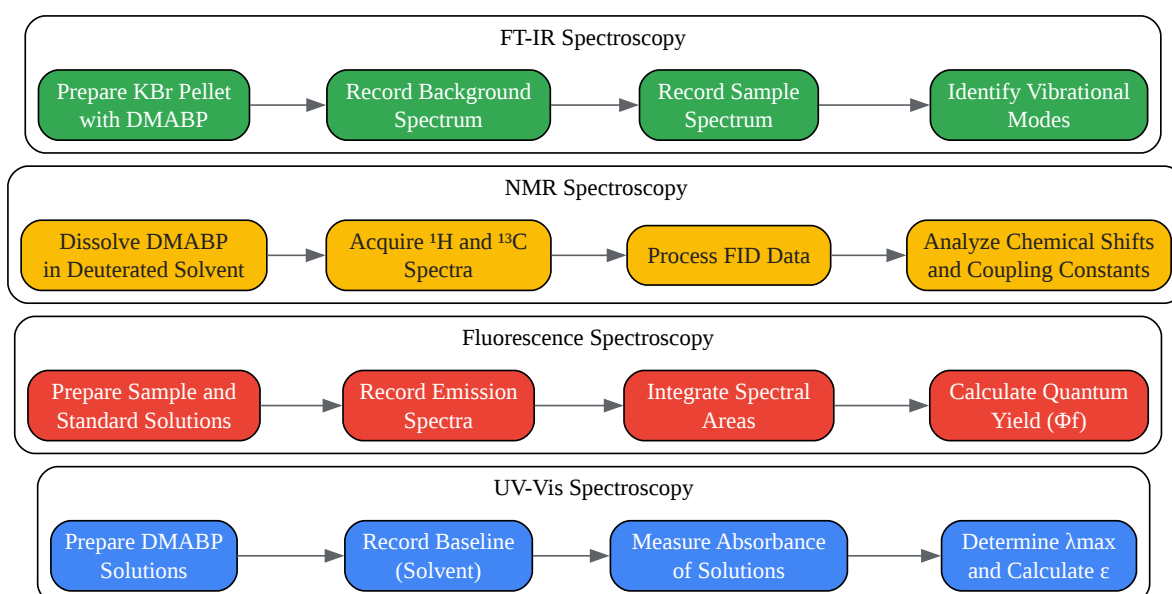 FT-IR Spectroscopy
Prepare KBr Pellet
with DMABP
Record Background
Spectrum
Record Sample
Spectrum
Identify Vibrational
Modes
NMR Spectroscopy
Dissolve DMABP
in Deuterated Solvent
Acquire ¹H and ¹³C
Spectra
Process FID Data
Analyze Chemical Shifts
and Coupling Constants
Fluorescence Spectroscopy
Prepare Sample and
Standard Solutions
Record Emission
Spectra
Integrate Spectral
Areas
Calculate Quantum
Yield (Φf)
UV-Vis Spectroscopy
Prepare DMABP
Solutions
Record Baseline
(Solvent)
Measure Absorbance
of Solutions
Determine λmax
and Calculate ε